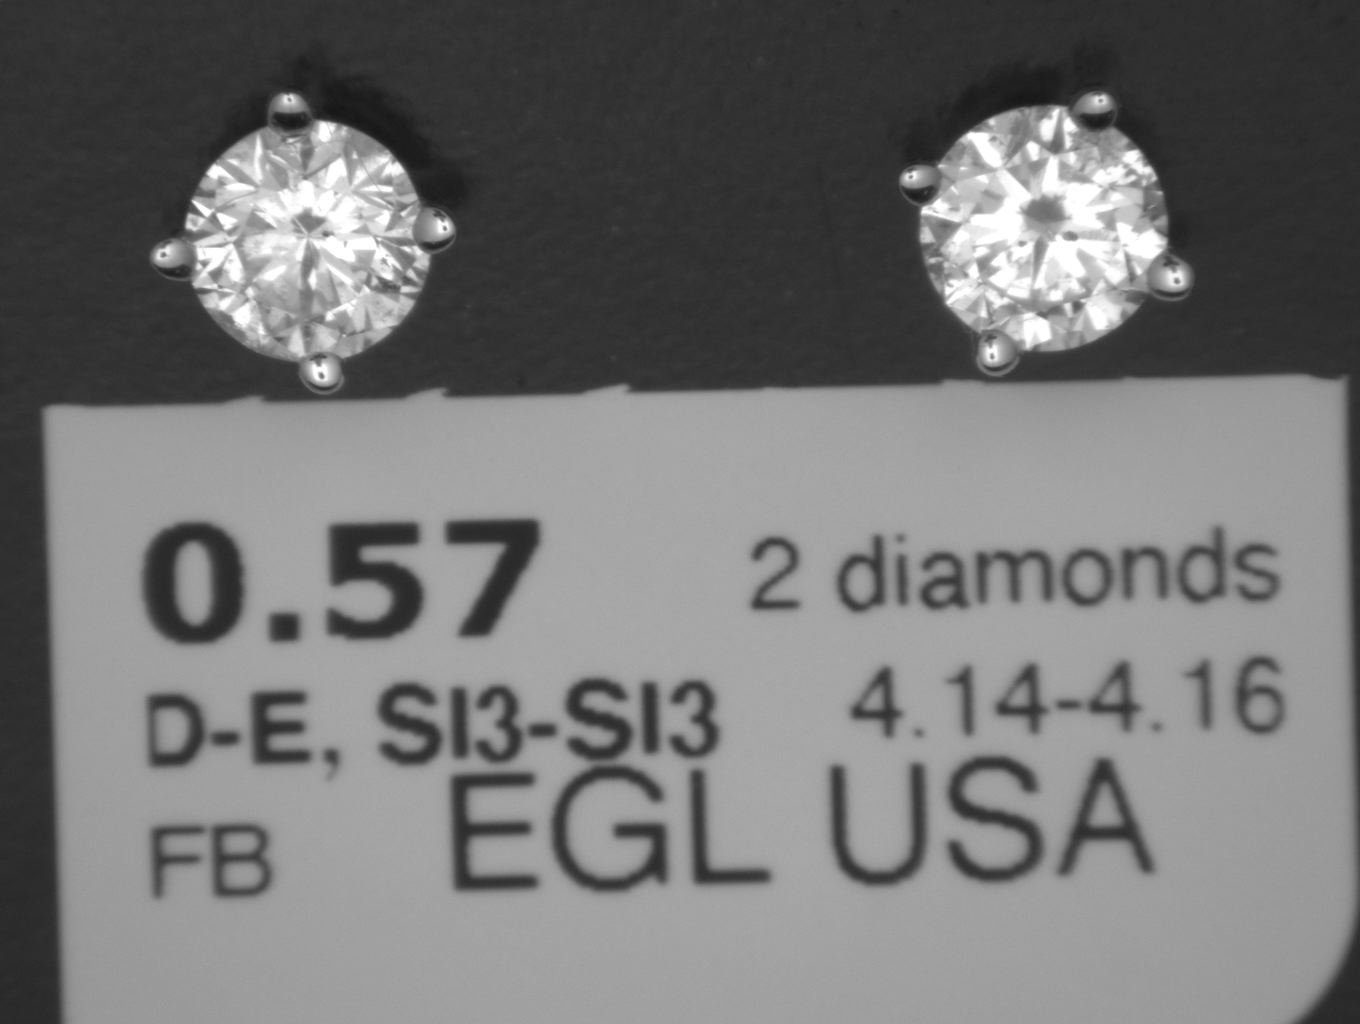 0.57 2 diamonds
D-E, SI3-SI3 4.14-4.16
FB EGL USA